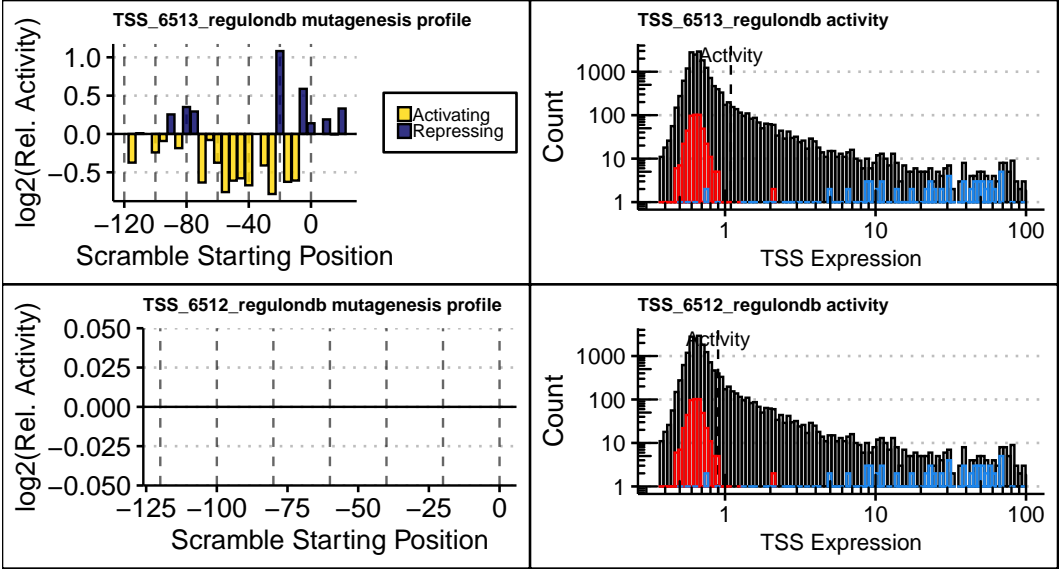 TSS_6513_regulondb mutagenesis profile
log2(Rel. Activity)
1.0
0.5
0.0
−0.5
−120 −80 −40 0
Scramble Starting Position
Activating
Repressing
TSS_6513_regulondb activity
Activity
Count
1000
100
10
1
1 10 100
TSS Expression
TSS_6512_regulondb mutagenesis profile
log2(Rel. Activity)
0.050
0.025
0.000
−0.025
−0.050
−125 −100 −75 −50 −25 0
Scramble Starting Position
TSS_6512_regulondb activity
Activity
Count
1000
100
10
1
1 10 100
TSS Expression